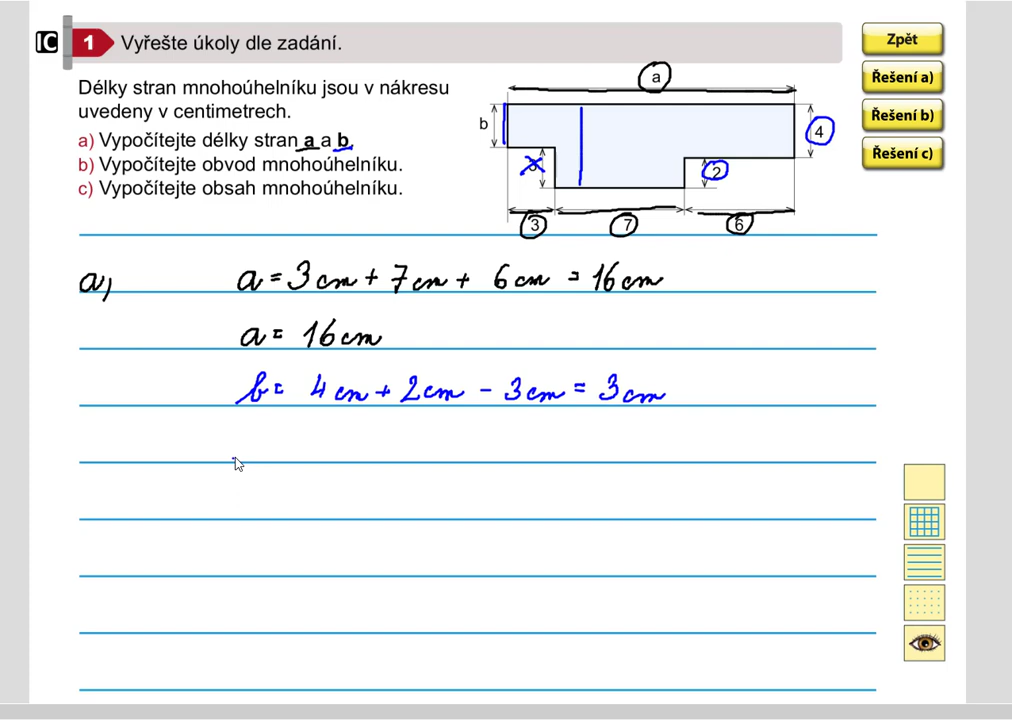 IC 1 Vyřešte úkoly dle zadání.
Zpět
Řešení a)
Řešení b)
Řešení c)
Délky stran mnohoúhelníku jsou v nákresu
uvedeny v centimetrech.
a) Vypočítejte délky stran a a b.
b) Vypočítejte obvod mnohoúhelníku.
c) Vypočítejte obsah mnohoúhelníku.
a
b
4
2
3 7 6
a) a = 3 cm + 7 cm + 6 cm = 16 cm
a = 16 cm
b = 4 cm + 2 cm - 3 cm = 3 cm